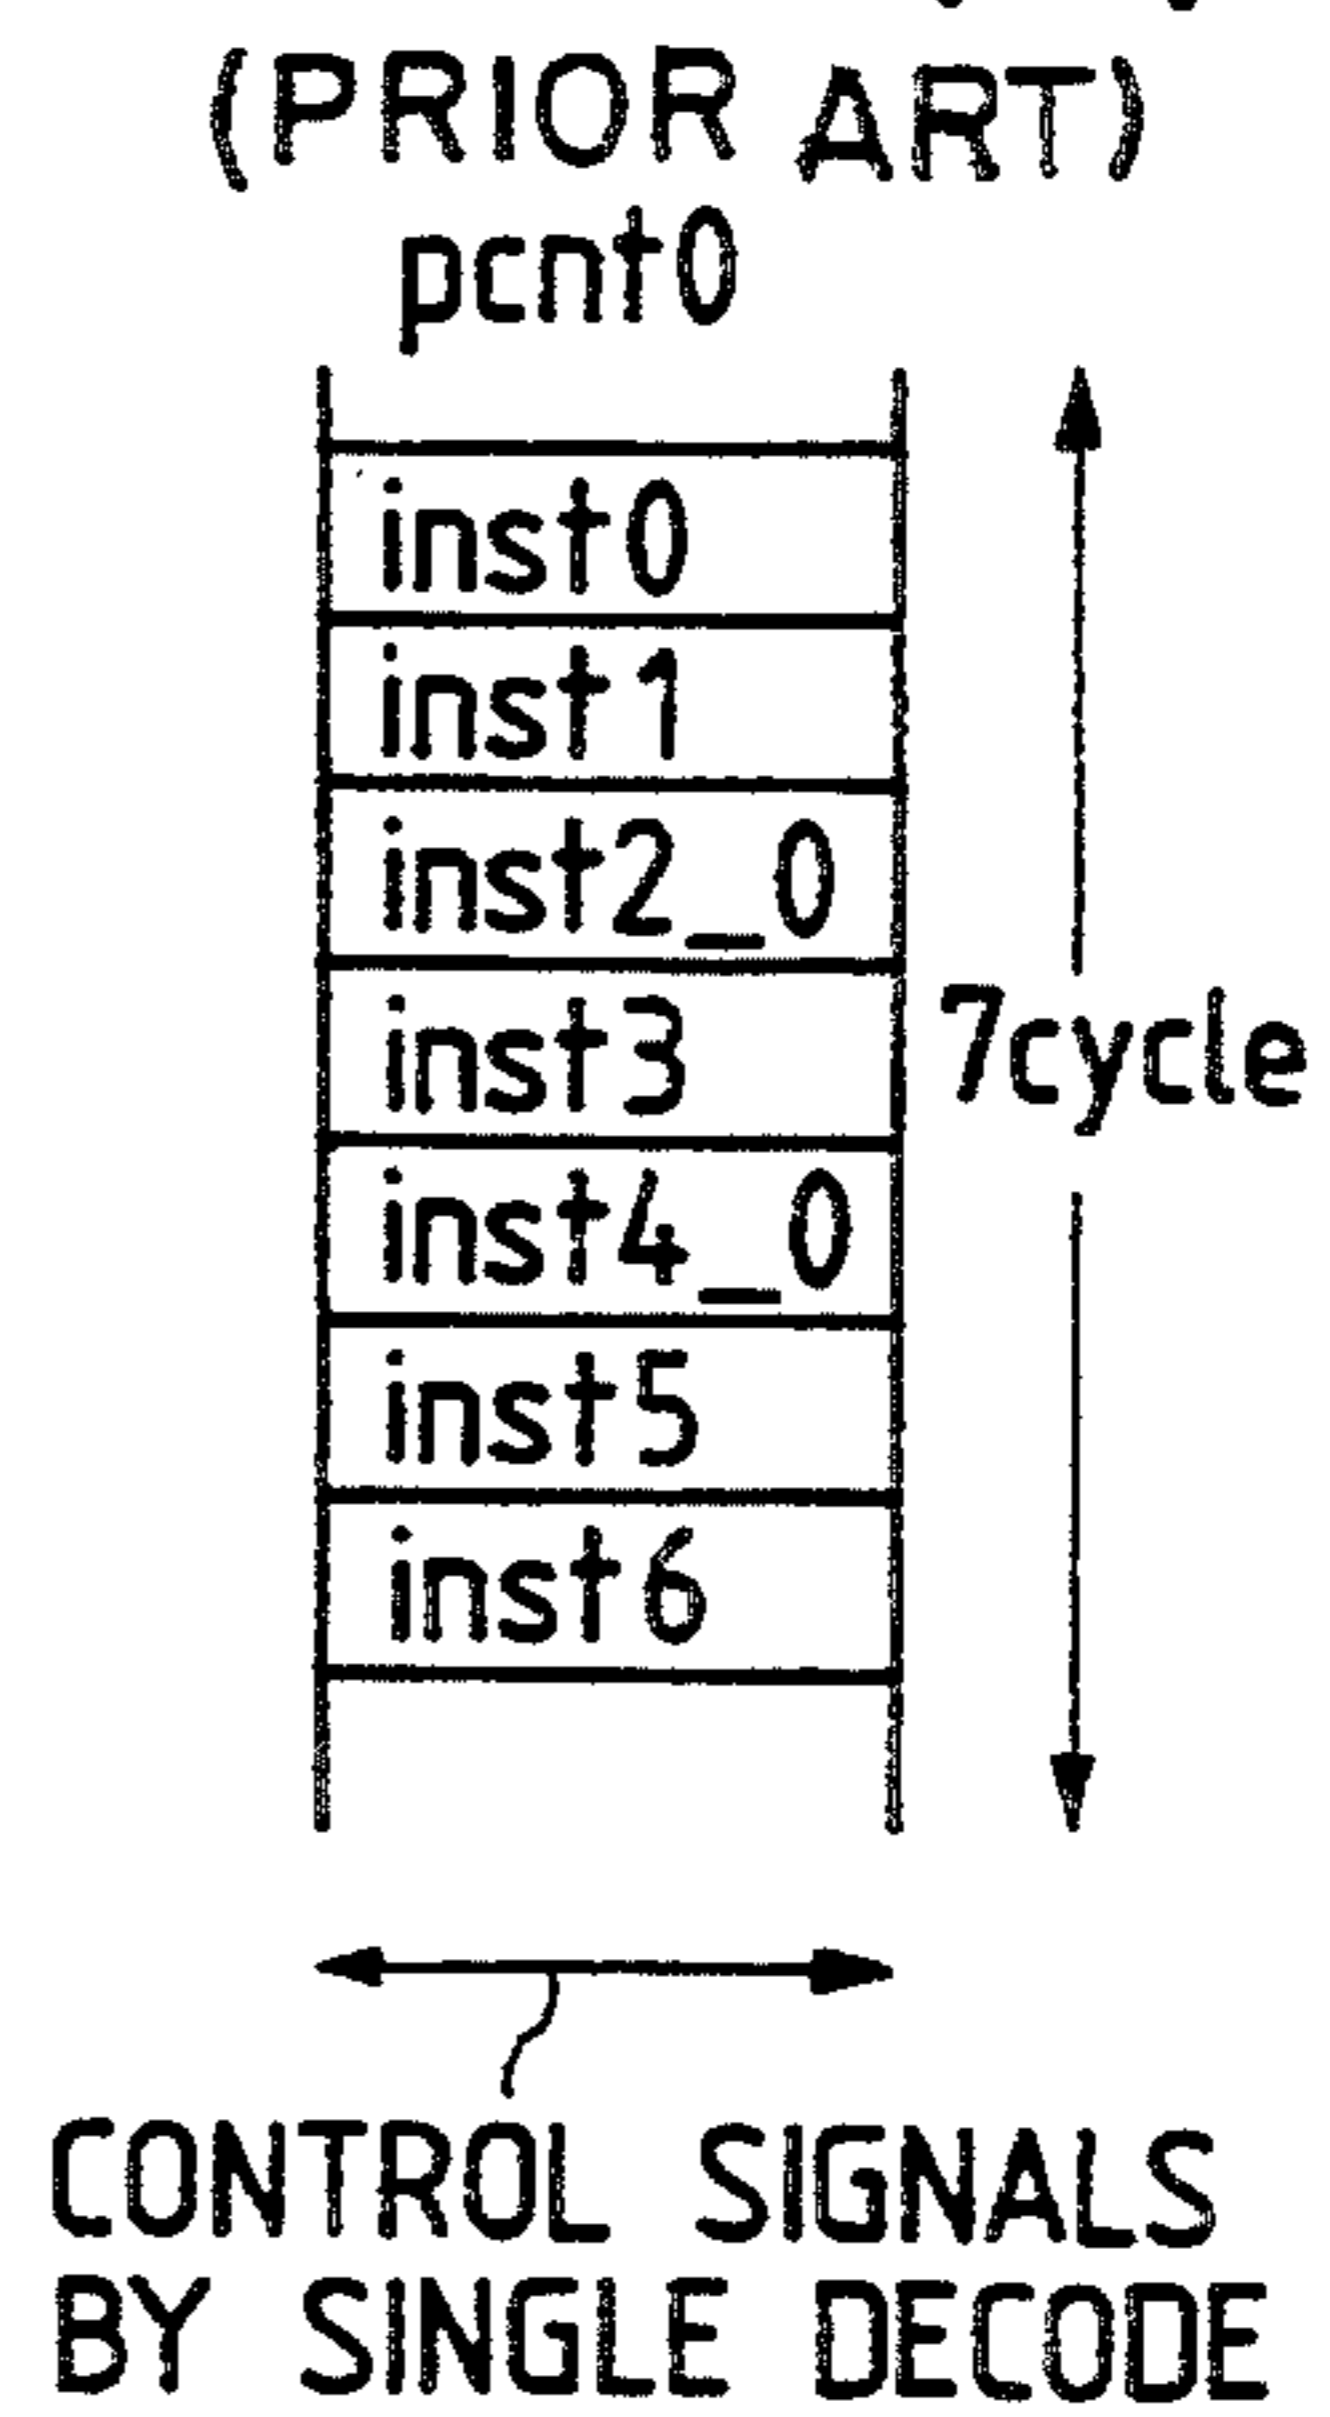 (PRIOR ART)
pcnt0
inst0
inst1
inst2_0
inst3
7cycle
inst4_0
inst5
inst6
CONTROL SIGNALS
BY SINGLE DECODE